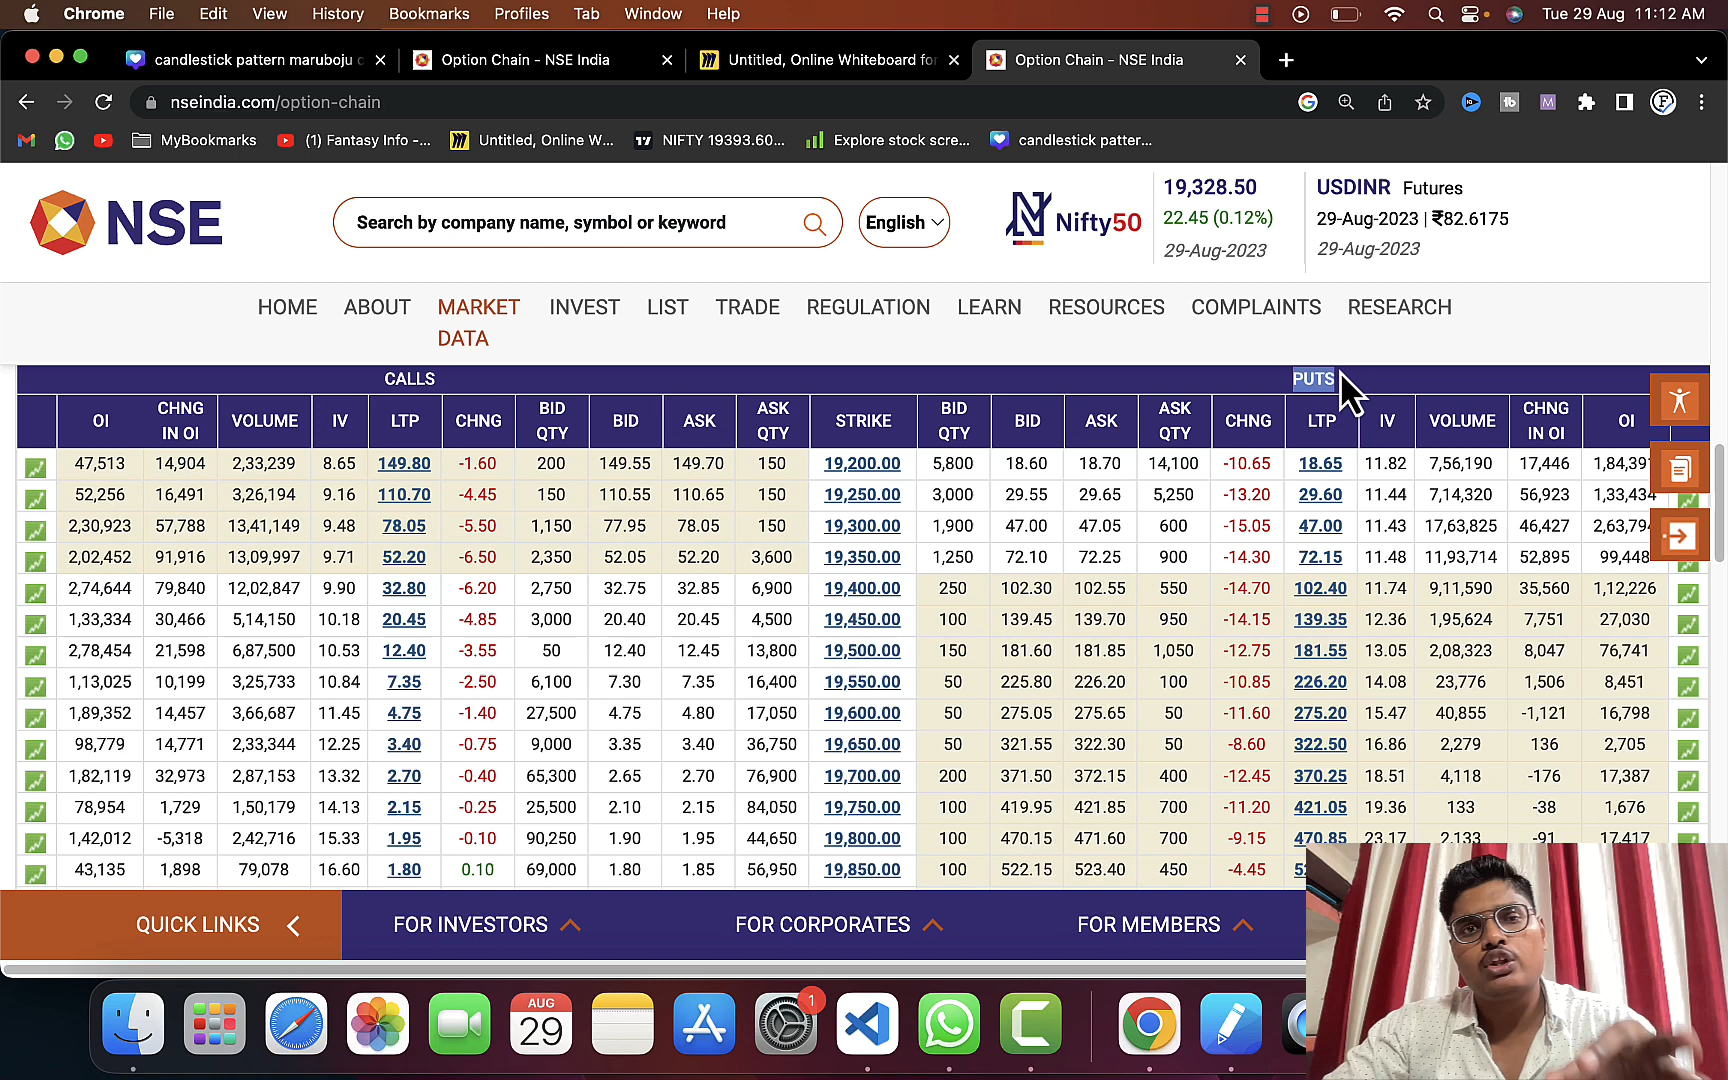 Chrome File Edit View History Bookmarks Profiles Tab Window Help Tue 29 Aug 11:12 AM
candlestick pattern maruboju Option Chain - NSE India Untitled, Online Whiteboard for Option Chain - NSE India
nseindia.com/option-chain
MyBookmarks (1) Fantasy Info -... Untitled, Online W... NIFTY 19393.60... Explore stock scre... candlestick patter...
NSE
Search by company name, symbol or keyword
English
Nifty50
19,328.50
22.45 (0.12%)
29-Aug-2023
USDINR Futures
29-Aug-2023 | ₹82.6175
29-Aug-2023
HOME ABOUT MARKET DATA INVEST LIST TRADE REGULATION LEARN RESOURCES COMPLAINTS RESEARCH
CALLS PUTS
OI CHNG IN OI VOLUME IV LTP CHNG BID QTY BID ASK ASK QTY STRIKE BID QTY BID ASK ASK QTY CHNG LTP IV VOLUME CHNG IN OI OI
47,513 14,904 2,33,239 8.65 149.80 -1.60 200 149.55 149.70 150 19,200.00 5,800 18.60 18.70 14,100 -10.65 18.65 11.82 7,56,190 17,446
52,256 16,491 3,26,194 9.16 110.70 -4.45 150 110.55 110.65 150 19,250.00 3,000 29.55 29.65 5,250 -13.20 29.60 11.44 7,14,320 56,923 1,33,434
2,30,923 57,788 13,41,149 9.48 78.05 -5.50 1,150 77.95 78.05 150 19,300.00 1,900 47.00 47.05 600 -15.05 47.00 11.43 17,63,825 46,427
2,02,452 91,916 13,09,997 9.71 52.20 -6.50 2,350 52.05 52.20 3,600 19,350.00 1,250 72.10 72.25 900 -14.30 72.15 11.48 11,93,714 52,895 99,448
2,74,644 79,840 12,02,847 9.90 32.80 -6.20 2,750 32.75 32.85 6,900 19,400.00 250 102.30 102.55 550 -14.70 102.40 11.74 9,11,590 35,560 1,12,226
1,33,334 30,466 5,14,150 10.18 20.45 -4.85 3,000 20.40 20.45 4,500 19,450.00 100 139.45 139.70 950 -14.15 139.35 12.36 1,95,624 7,751 27,030
2,78,454 21,598 6,87,500 10.53 12.40 -3.55 50 12.40 12.45 13,800 19,500.00 150 181.60 181.85 1,050 -12.75 181.55 13.05 2,08,323 8,047 76,741
1,13,025 10,199 3,25,733 10.84 7.35 -2.50 6,100 7.30 7.35 16,400 19,550.00 50 225.80 226.20 100 -10.85 226.20 14.08 23,776 1,506 8,451
1,89,352 14,457 3,66,687 11.45 4.75 -1.40 27,500 4.75 4.80 17,050 19,600.00 50 275.05 275.65 50 -11.60 275.20 15.47 40,855 -1,121 16,798
98,779 14,771 2,33,344 12.25 3.40 -0.75 9,000 3.35 3.40 36,750 19,650.00 50 321.55 322.30 50 -8.60 322.50 16.86 2,279 136 2,705
1,82,119 32,973 2,87,153 13.32 2.70 -0.40 65,300 2.65 2.70 76,900 19,700.00 200 371.50 372.15 400 -12.45 370.25 18.51 4,118 -176 17,387
78,954 1,729 1,50,179 14.13 2.15 -0.25 25,500 2.10 2.15 84,050 19,750.00 100 419.95 421.85 700 -11.20 421.05 19.36 133 -38 1,676
1,42,012 -5,318 2,42,716 15.33 1.95 -0.10 90,250 1.90 1.95 44,650 19,800.00 100 470.15 471.60 700 -9.15 470.85 23.17 2,133 -91 17,417
43,135 1,898 79,078 16.60 1.80 0.10 69,000 1.80 1.85 56,950 19,850.00 100 522.15 523.40 450 -4.45
QUICK LINKS FOR INVESTORS FOR CORPORATES FOR MEMBERS
AUG
29
1